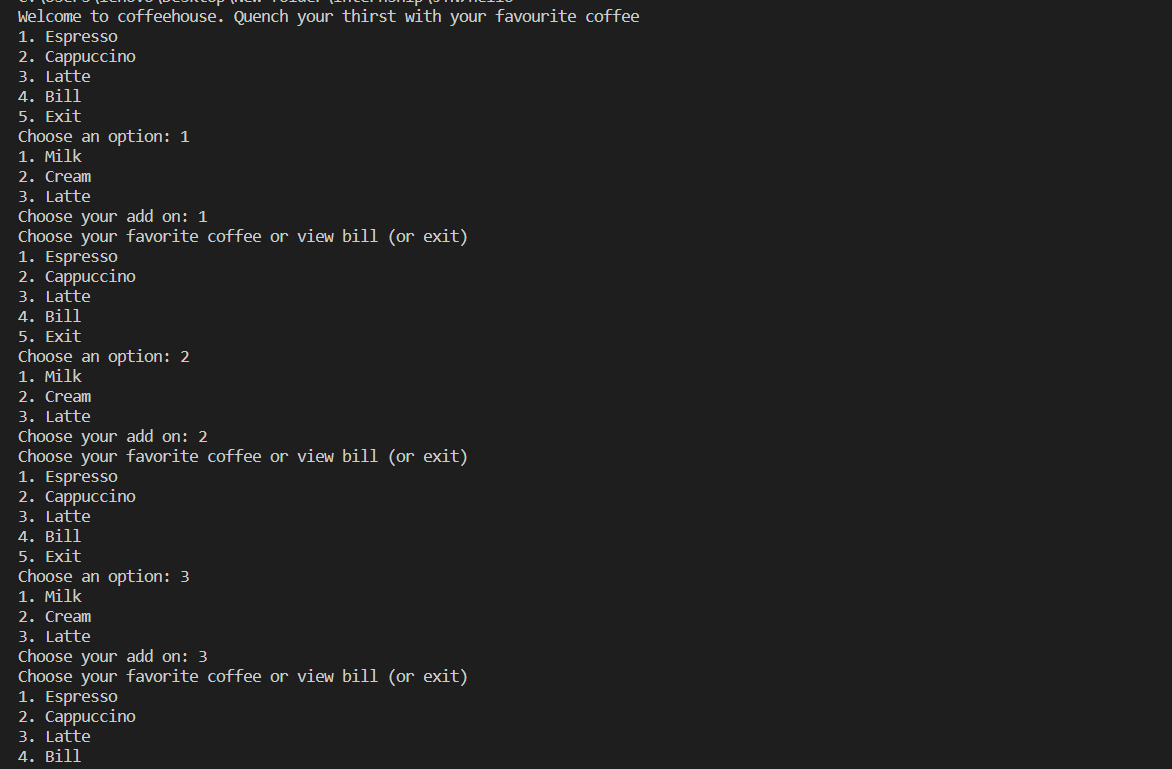 Welcome to coffeehouse. Quench your thirst with your favourite coffee
1. Espresso
2. Cappuccino
3. Latte
4. Bill
5. Exit
Choose an option: 1
1. Milk
2. Cream
3. Latte
Choose your add on: 1
Choose your favorite coffee or view bill (or exit)
1. Espresso
2. Cappuccino
3. Latte
4. Bill
5. Exit
Choose an option: 2
1. Milk
2. Cream
3. Latte
Choose your add on: 2
Choose your favorite coffee or view bill (or exit)
1. Espresso
2. Cappuccino
3. Latte
4. Bill
5. Exit
Choose an option: 3
1. Milk
2. Cream
3. Latte
Choose your add on: 3
Choose your favorite coffee or view bill (or exit)
1. Espresso
2. Cappuccino
3. Latte
4. Bill